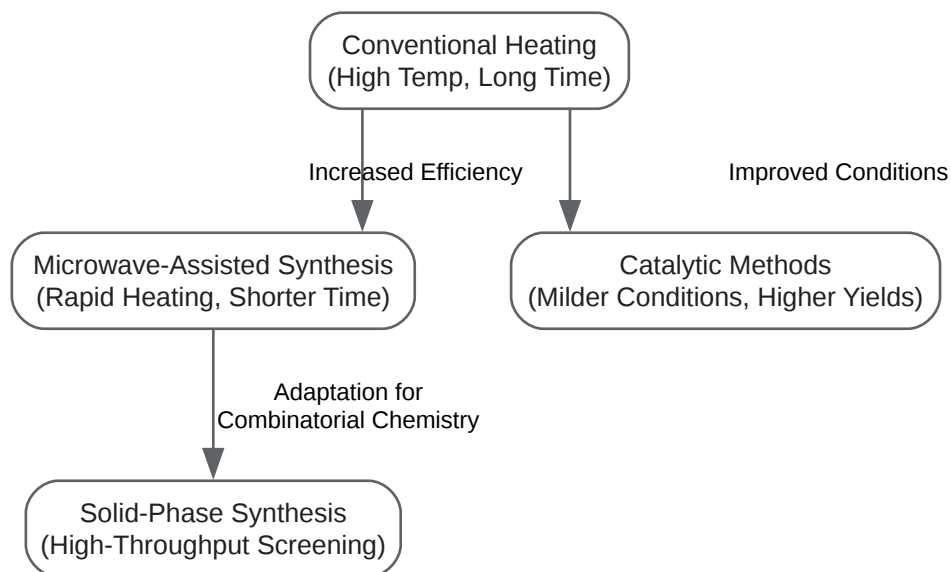 Conventional Heating
(High Temp, Long Time)
Increased Efficiency
Improved Conditions
Microwave-Assisted Synthesis
(Rapid Heating, Shorter Time)
Catalytic Methods
(Milder Conditions, Higher Yields)
Adaptation for
Combinatorial Chemistry
Solid-Phase Synthesis
(High-Throughput Screening)